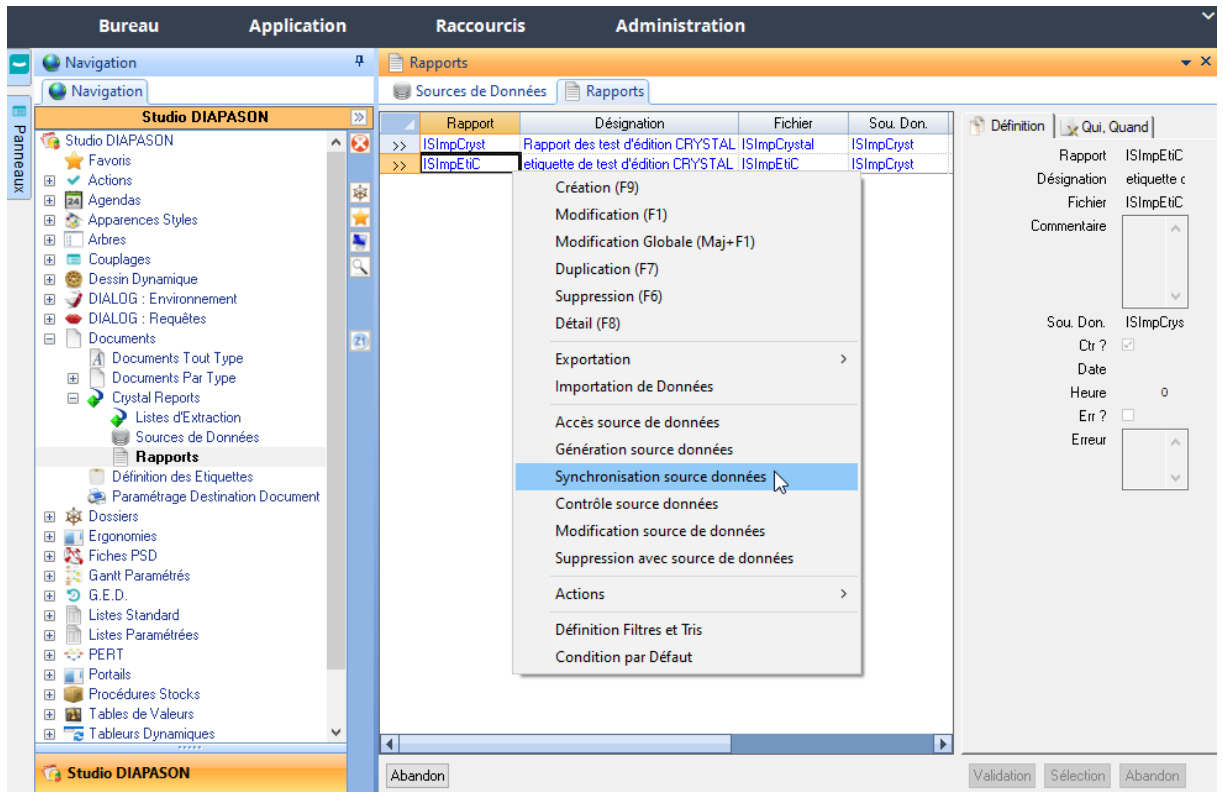 Bureau Application Raccourcis Administration
Navigation
Rapports
Navigation
Sources de Données Rapports
Panneaux
Studio DIAPASON
Studio DIAPASON
Favoris
Actions
Agendas
Apparences Styles
Arbres
Couplages
Dessin Dynamique
DIALOG : Environnement
DIALOG : Requêtes
Documents
Documents Tout Type
Documents Par Type
Crystal Reports
Listes d'Extraction
Sources de Données
Rapports
Définition des Etiquettes
Paramétrage Destination Document
Dossiers
Ergonomies
Fiches PSD
Gantt Paramétrés
G.E.D.
Listes Standard
Listes Paramétrées
PERT
Portails
Procédures Stocks
Tables de Valeurs
Tableurs Dynamiques
Studio DIAPASON
Rapport Désignation Fichier Sou. Don.
>> ISImpCryst Rapport des test d'édition CRYSTAL ISImpCrystal ISImpCryst
>> ISImpEtiC etiquette de test d'édition CRYSTAL ISImpEtiC ISImpCryst
Création (F9)
Modification (F1)
Modification Globale (Maj+F1)
Duplication (F7)
Suppression (F6)
Détail (F8)
Exportation
Importation de Données
Accès source de données
Génération source données
Synchronisation source données
Contrôle source données
Modification source de données
Suppression avec source de données
Actions
Définition Filtres et Tris
Condition par Défaut
Abandon
Définition Qui, Quand
Rapport ISImpEtiC
Désignation etiquette c
Fichier ISImpEtiC
Commentaire
Sou. Don. ISImpCrys
Ctr ?
Date
Heure 0
Err ?
Erreur
Validation Sélection Abandon